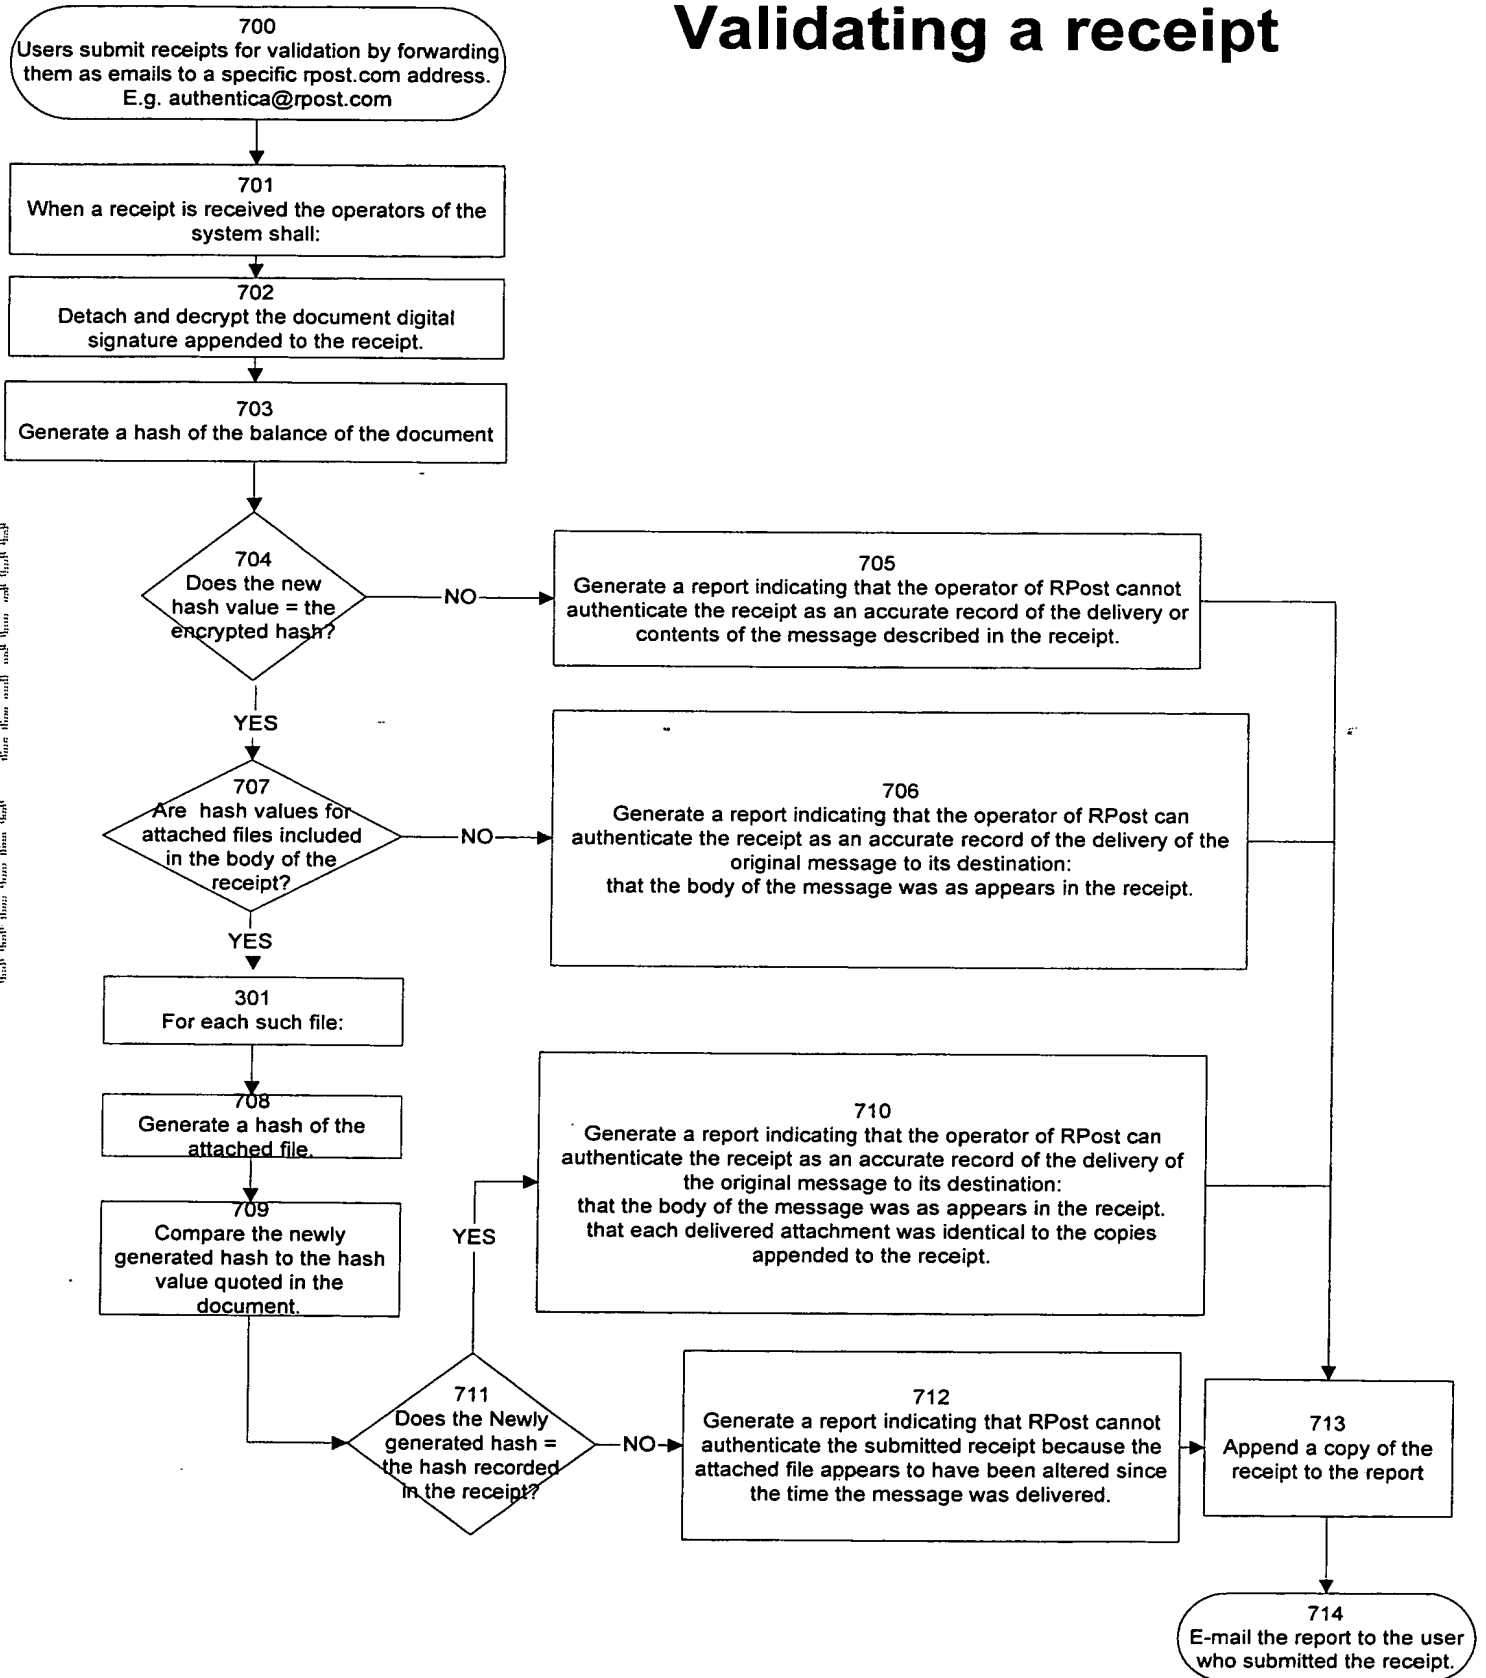 Validating a receipt
700
Users submit receipts for validation by forwarding
them as emails to a specific rpost.com address.
E.g. authentica@rpost.com
701
When a receipt is received the operators of the
system shall:
702
Detach and decrypt the document digital
signature appended to the receipt.
703
Generate a hash of the balance of the document
704
Does the new
hash value = the
encrypted hash?
NO
705
Generate a report indicating that the operator of RPost cannot
authenticate the receipt as an accurate record of the delivery or
contents of the message described in the receipt.
YES
707
Are hash values for
attached files included
in the body of the
receipt?
NO
706
Generate a report indicating that the operator of RPost can
authenticate the receipt as an accurate record of the delivery of the
original message to its destination:
that the body of the message was as appears in the receipt.
YES
301
For each such file:
708
Generate a hash of the
attached file.
709
Compare the newly
generated hash to the hash
value quoted in the
document.
YES
710
Generate a report indicating that the operator of RPost can
authenticate the receipt as an accurate record of the delivery of
the original message to its destination:
that the body of the message was as appears in the receipt.
that each delivered attachment was identical to the copies
appended to the receipt.
711
Does the Newly
generated hash =
the hash recorded
in the receipt?
NO
712
Generate a report indicating that RPost cannot
authenticate the submitted receipt because the
attached file appears to have been altered since
the time the message was delivered.
713
Append a copy of the
receipt to the report
714
E-mail the report to the user
who submitted the receipt.